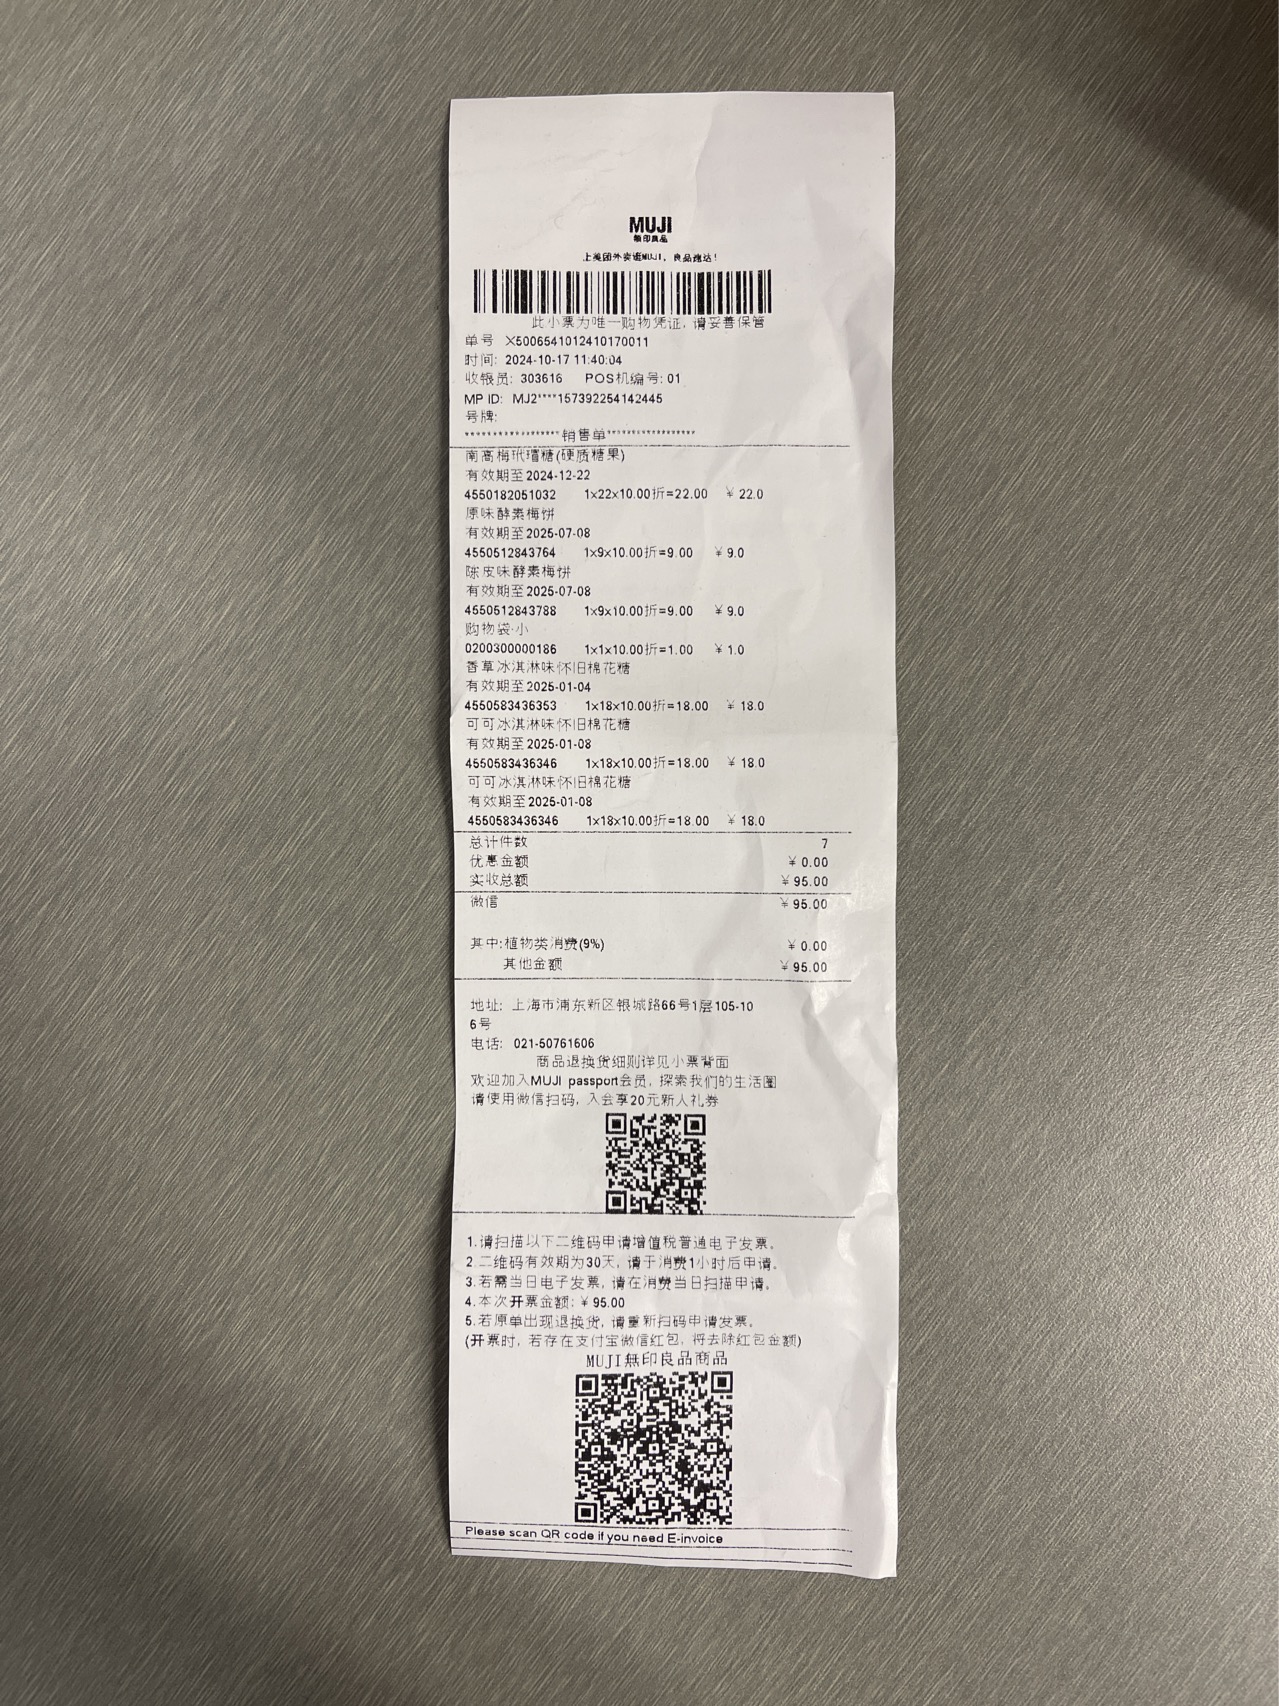 MUJI
無印良品
上美团外卖逛MUJI，良品速达！
此小票为唯一购物凭证，请妥善保管
单号 X5006541012410170011
时间: 2024-10-17 11:40:04
收银员: 303616 POS机编号: 01
MP ID: MJ2****157392254142445
号牌:
******************销售单******************
南高梅玳瑁糖(硬质糖果)
有效期至2024-12-22
4550182051032 1x22x10.00折=22.00 ￥22.0
原味酵素梅饼
有效期至2025-07-08
4550512843764 1x9x10.00折=9.00 ￥9.0
陈皮味酵素梅饼
有效期至2025-07-08
4550512843788 1x9x10.00折=9.00 ￥9.0
购物袋·小
0200300000186 1x1x10.00折=1.00 ￥1.0
香草冰淇淋味怀旧棉花糖
有效期至2025-01-04
4550583436353 1x18x10.00折=18.00 ￥18.0
可可冰淇淋味怀旧棉花糖
有效期至2025-01-08
4550583436346 1x18x10.00折=18.00 ￥18.0
可可冰淇淋味怀旧棉花糖
有效期至2025-01-08
4550583436346 1x18x10.00折=18.00 ￥18.0
总计件数 7
优惠金额 ￥0.00
实收总额 ￥95.00
微信 ￥95.00
其中:植物类消费(9%) ￥0.00
其他金额 ￥95.00
地址: 上海市浦东新区银城路66号1层105-10
6号
电话: 021-50761606
商品退换货细则详见小票背面
欢迎加入MUJI passport会员，探索我们的生活圈
请使用微信扫码，入会享20元新人礼券
1.请扫描以下二维码申请增值税普通电子发票。
2.二维码有效期为30天，请于消费1小时后申请。
3.若需当日电子发票，请在消费当日扫描申请。
4.本次开票金额:￥95.00
5.若原单出现退换货，请重新扫码申请发票。
(开票时，若存在支付宝微信红包，将去除红包金额)
MUJI無印良品商品
Please scan QR code if you need E-invoice